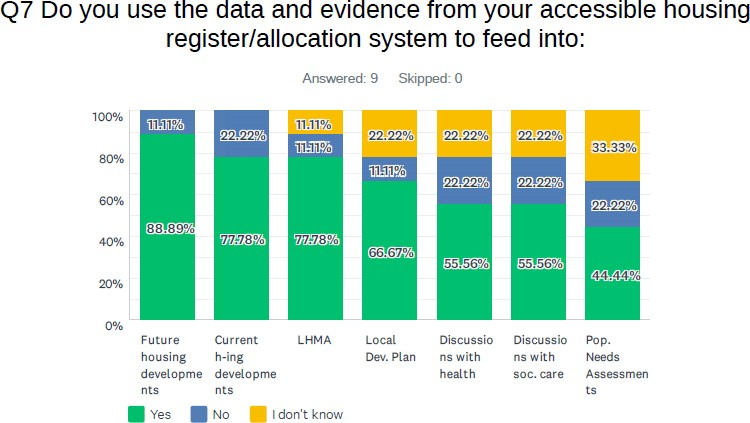 Q7 Do you use the data and evidence from your accessible housing
register/allocation system to feed into:
Answered: 9 Skipped: 0
100%
80%
60%
40%
20%
0%
11.11%
88.89%
22.22%
77.78%
11.11%
11.11%
77.78%
22.22%
11.11%
66.67%
22.22%
22.22%
55.56%
22.22%
22.22%
55.56%
33.33%
22.22%
44.44%
Future
housing
developme
nts
Current
h-ing
developme
nts
LHMA
Local
Dev. Plan
Discussio
ns with
health
Discussio
ns with
soc. care
Pop.
Needs
Assessmen
ts
Yes No I don't know